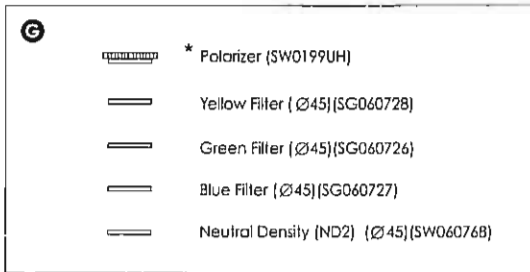 G
* Polarizer (SW0199UH)
Yellow Filter (Ø45)(SG060728)
Green Filter (Ø45)(SG060726)
Blue Filter (Ø45)(SG060727)
Neutral Density (ND2) (Ø45)(SW060768)